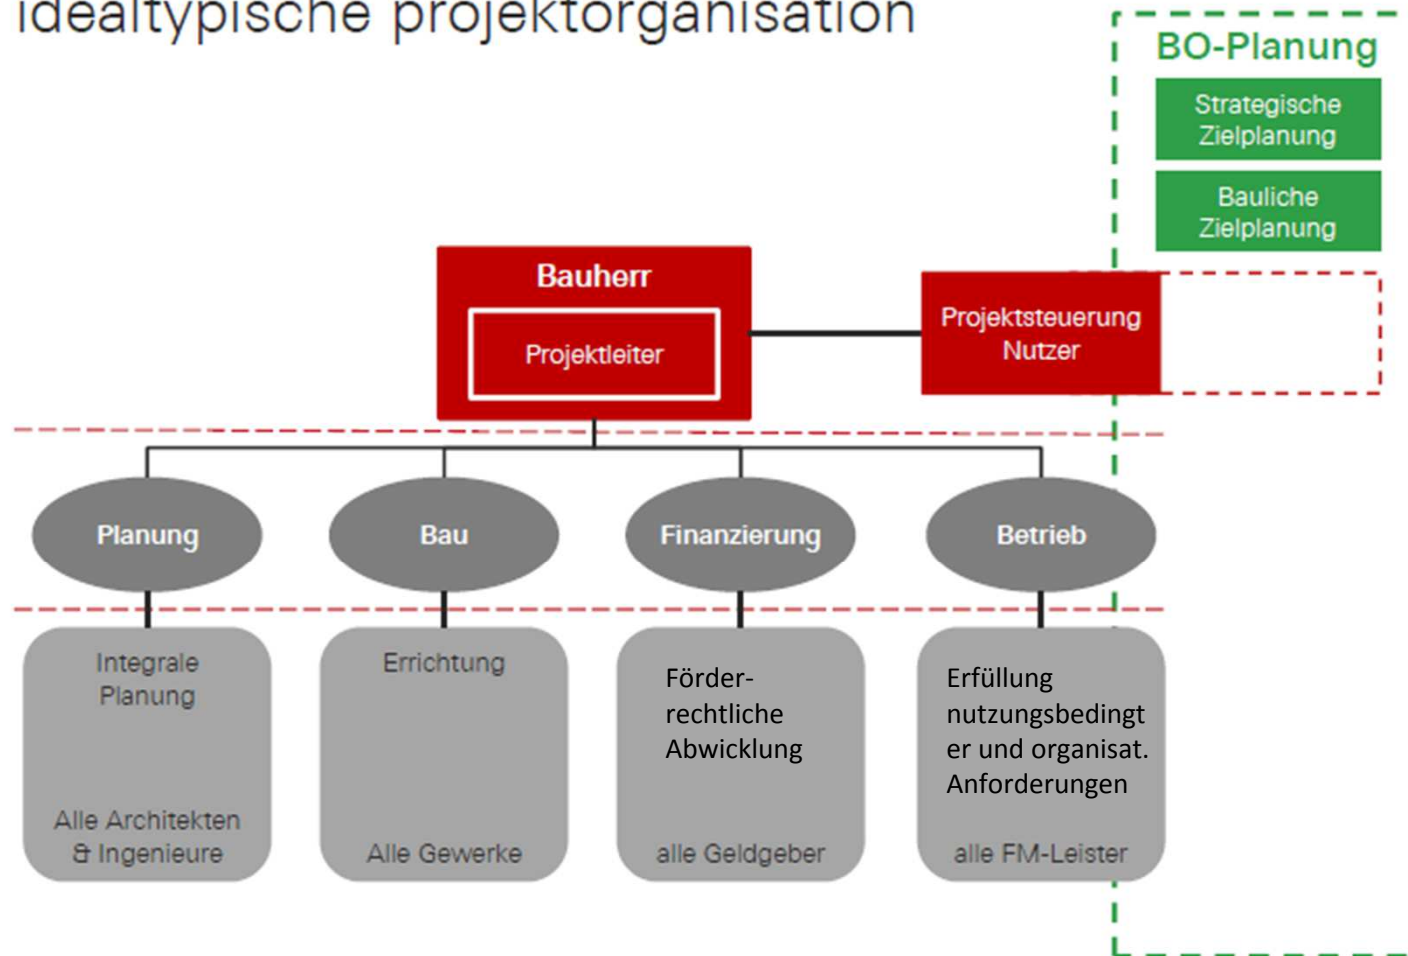 idealtypische projektorganisation
BO-Planung
Strategische
Zielplanung
Bauliche
Zielplanung
Bauherr
Projektleiter
Projektsteuerung
Nutzer
Planung
Bau
Finanzierung
Betrieb
Integrale
Planung
Alle Architekten
& Ingenieure
Errichtung
Alle Gewerke
Förder-
rechtliche
Abwicklung
alle Geldgeber
Erfüllung
nutzungsbedingt
er und organisat.
Anforderungen
alle FM-Leister